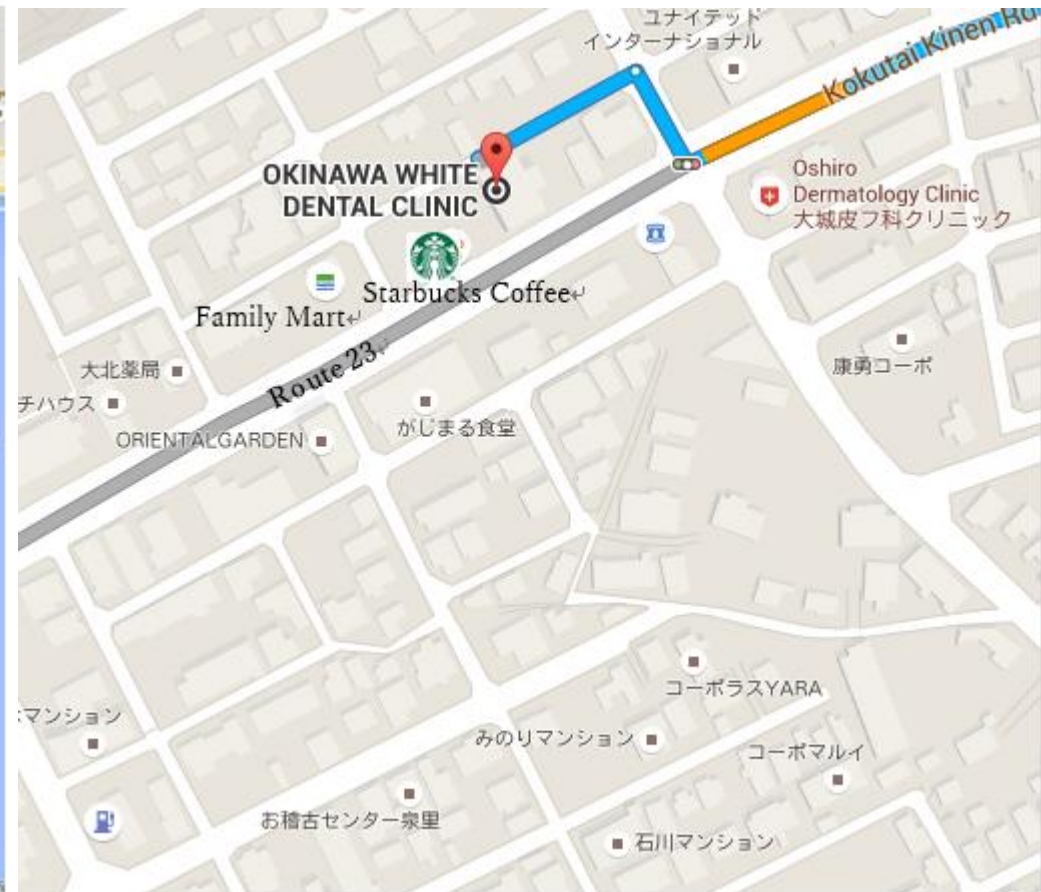 ユナイテッド
インターナショナル
Kokutai Kinen Rd
OKINAWA WHITE
DENTAL CLINIC
Oshiro
Dermatology Clinic
大城皮フ科クリニック
Starbucks Coffee
Family Mart
Route 23
大北薬局
康勇コーポ
チハウス
ORIENTALGARDEN
がじまる食堂
コーポラスYARA
マンション
みのりマンション
コーポマルイ
お稽古センター泉里
石川マンション